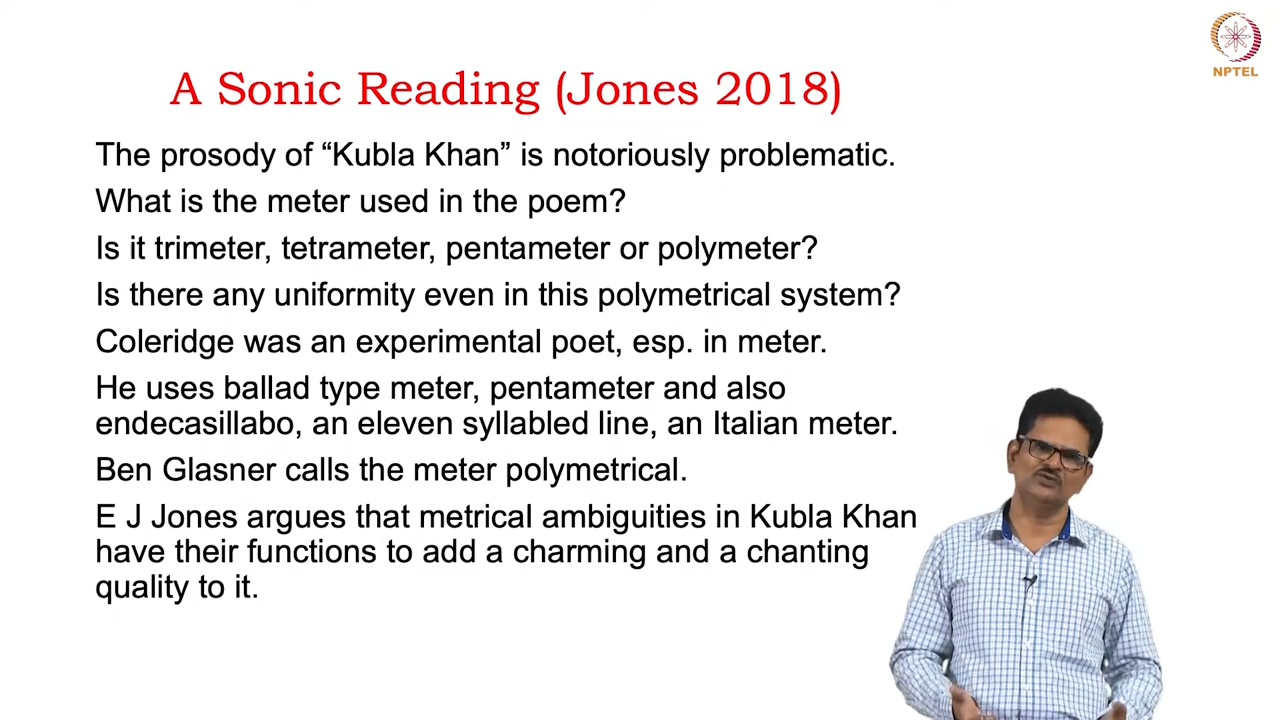 NPTEL
A Sonic Reading (Jones 2018)
The prosody of “Kubla Khan” is notoriously problematic.
What is the meter used in the poem?
Is it trimeter, tetrameter, pentameter or polymeter?
Is there any uniformity even in this polymetrical system?
Coleridge was an experimental poet, esp. in meter.
He uses ballad type meter, pentameter and also
endecasillabo, an eleven syllabled line, an Italian meter.
Ben Glasner calls the meter polymetrical.
E J Jones argues that metrical ambiguities in Kubla Khan
have their functions to add a charming and a chanting
quality to it.